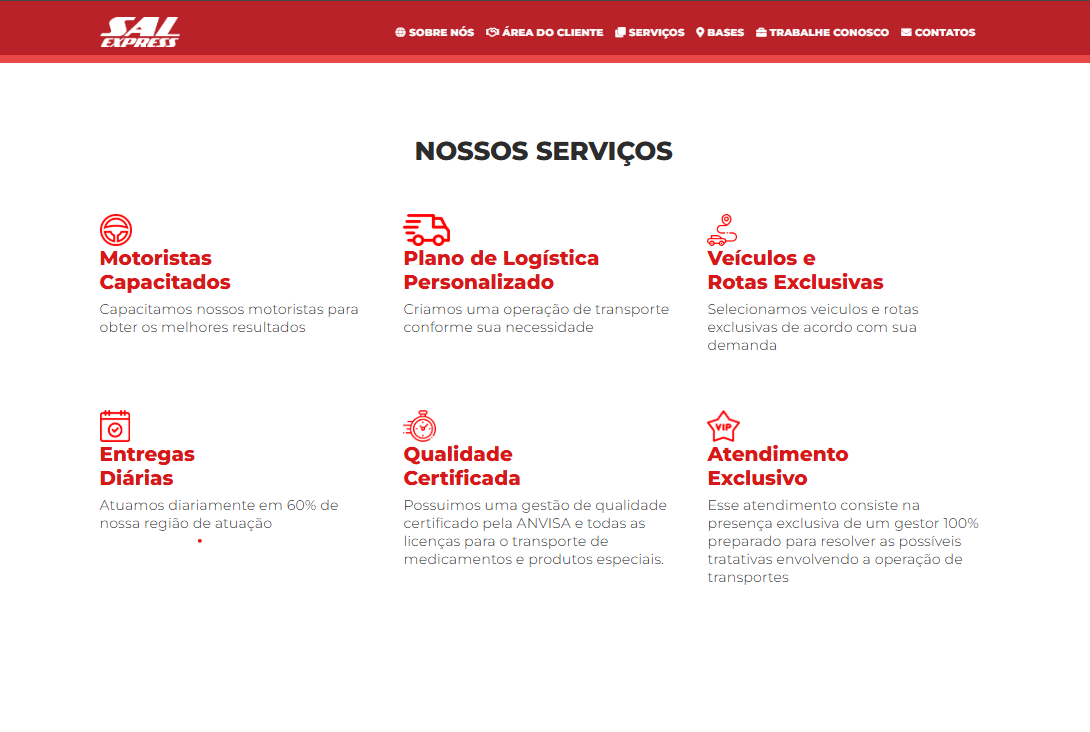 SAL
EXPRESS
SOBRE NÓS ÁREA DO CLIENTE SERVIÇOS BASES TRABALHE CONOSCO CONTATOS
NOSSOS SERVIÇOS
Motoristas
Capacitados
Capacitamos nossos motoristas para
obter os melhores resultados
Plano de Logística
Personalizado
Criamos uma operação de transporte
conforme sua necessidade
Veículos e
Rotas Exclusivas
Selecionamos veiculos e rotas
exclusivas de acordo com sua
demanda
Entregas
Diárias
Atuamos diariamente em 60% de
nossa região de atuação
Qualidade
Certificada
Possuimos uma gestão de qualidade
certificado pela ANVISA e todas as
licenças para o transporte de
medicamentos e produtos especiais.
VIP
Atendimento
Exclusivo
Esse atendimento consiste na
presença exclusiva de um gestor 100%
preparado para resolver as possíveis
tratativas envolvendo a operação de
transportes